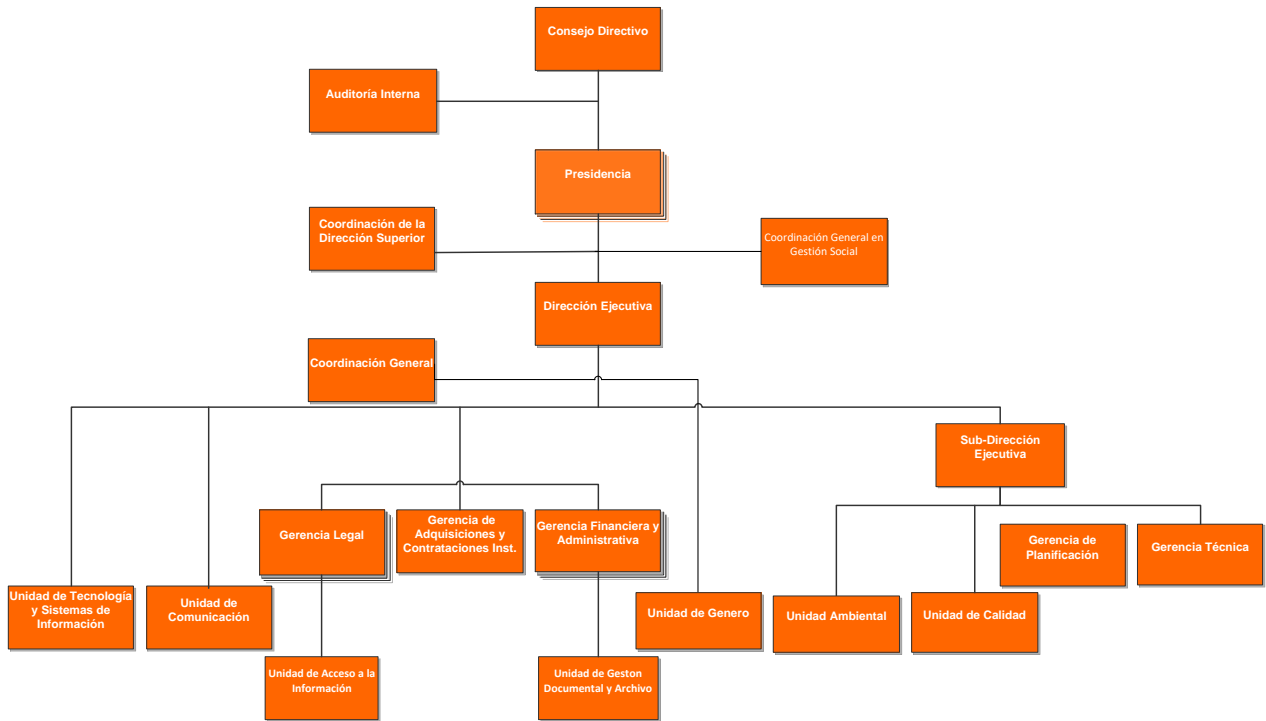 Consejo Directivo
Auditoría Interna
Presidencia
Coordinación de la
Dirección Superior
Coordinación General en
Gestión Social
Dirección Ejecutiva
Coordinación General
Sub-Dirección
Ejecutiva
Gerencia Legal
Gerencia de
Adquisiciones y
Contrataciones Inst.
Gerencia Financiera y
Administrativa
Gerencia de
Planificación
Gerencia Técnica
Unidad de Tecnología
y Sistemas de
Información
Unidad de
Comunicación
Unidad de Genero
Unidad Ambiental
Unidad de Calidad
Unidad de Acceso a la
Información
Unidad de Geston
Documental y Archivo